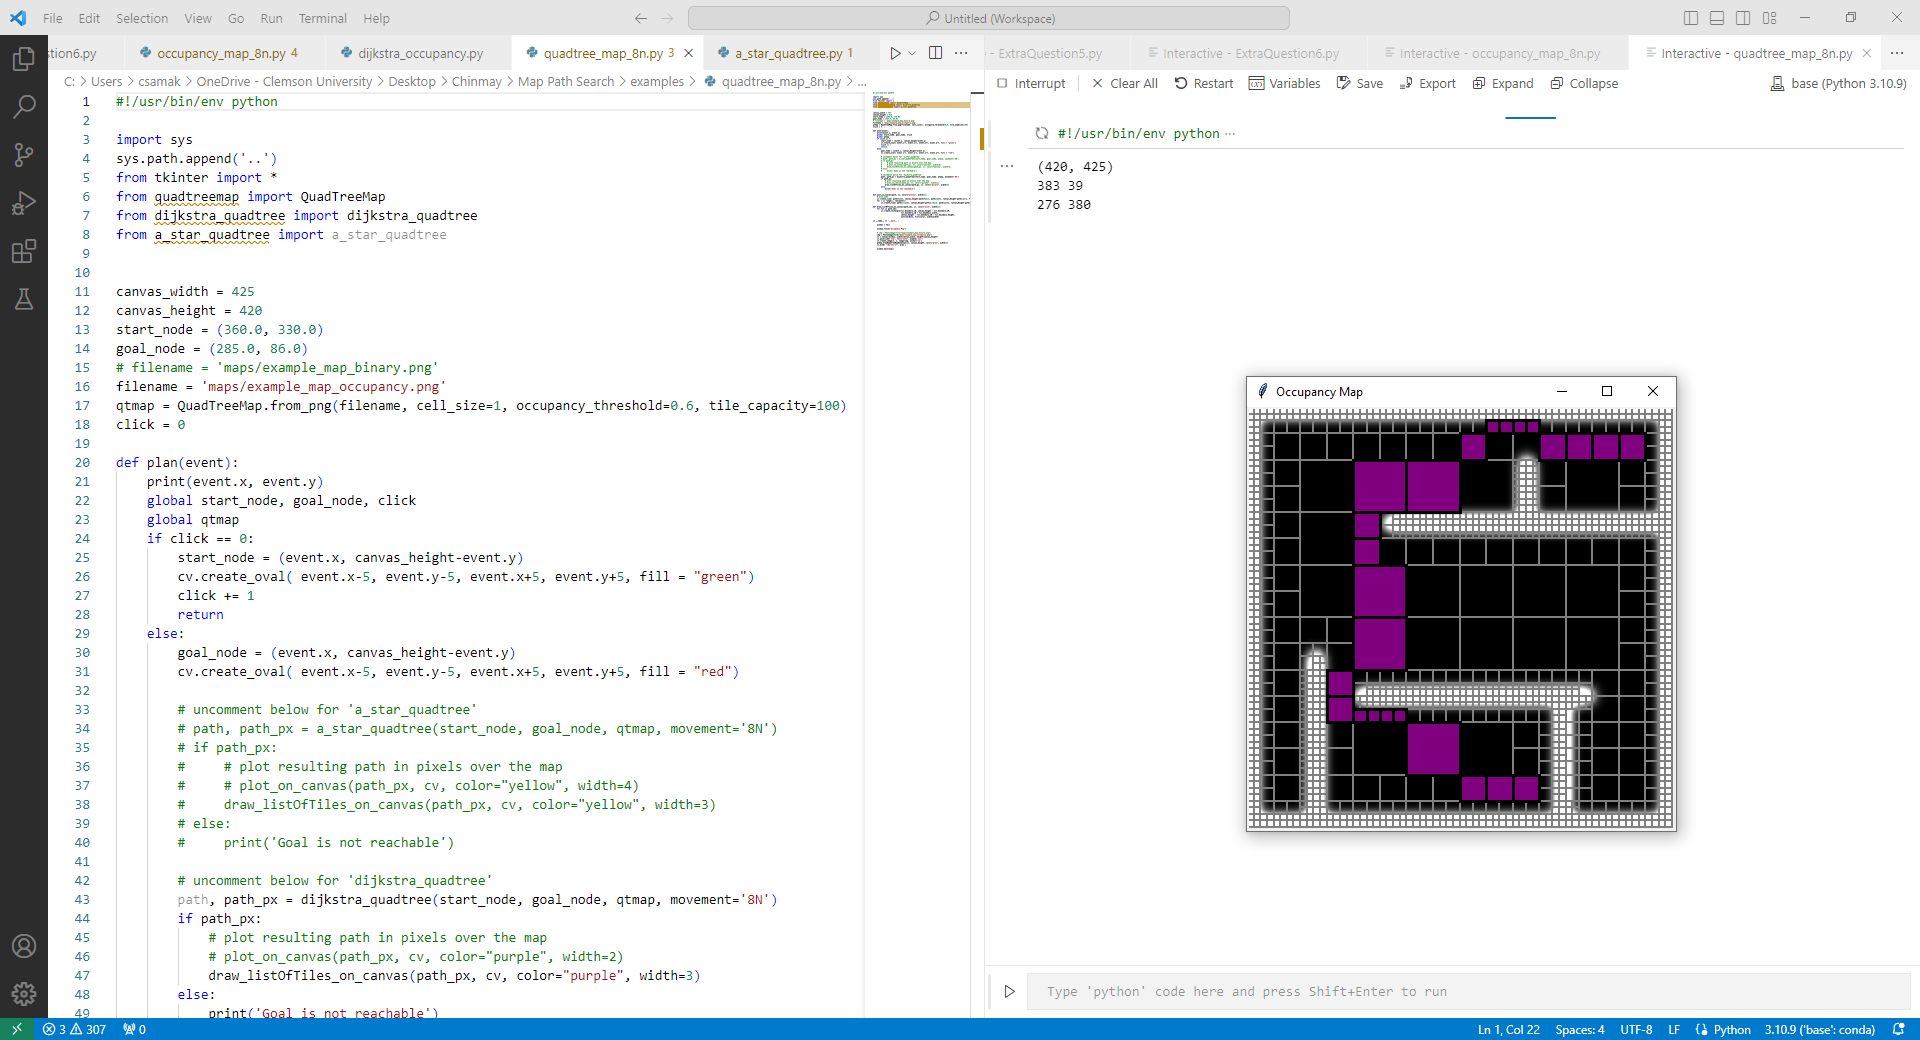 File Edit Selection View Go Run Terminal Help
Untitled (Workspace)
stion6.py
occupancy_map_8n.py 4
dijkstra_occupancy.py
quadtree_map_8n.py 3
a_star_quadtree.py 1
- ExtraQuestion5.py
Interactive - ExtraQuestion6.py
Interactive - occupancy_map_8n.py
Interactive - quadtree_map_8n.py
C: > Users > csamak > OneDrive - Clemson University > Desktop > Chinmay > Map Path Search > examples > quadtree_map_8n.py > ...
Interrupt
Clear All
Restart
Variables
Save
Export
Expand
Collapse
base (Python 3.10.9)
1 #!/usr/bin/env python
2
3 import sys
4 sys.path.append('..')
5 from tkinter import *
6 from quadtreemap import QuadTreeMap
7 from dijkstra_quadtree import dijkstra_quadtree
8 from a_star_quadtree import a_star_quadtree
9
10
11 canvas_width = 425
12 canvas_height = 420
13 start_node = (360.0, 330.0)
14 goal_node = (285.0, 86.0)
15 # filename = 'maps/example_map_binary.png'
16 filename = 'maps/example_map_occupancy.png'
17 qtmap = QuadTreeMap.from_png(filename, cell_size=1, occupancy_threshold=0.6, tile_capacity=100)
18 click = 0
19
20 def plan(event):
21 print(event.x, event.y)
22 global start_node, goal_node, click
23 global qtmap
24 if click == 0:
25 start_node = (event.x, canvas_height-event.y)
26 cv.create_oval( event.x-5, event.y-5, event.x+5, event.y+5, fill = "green")
27 click += 1
28 return
29 else:
30 goal_node = (event.x, canvas_height-event.y)
31 cv.create_oval( event.x-5, event.y-5, event.x+5, event.y+5, fill = "red")
32
33 # uncomment below for 'a_star_quadtree'
34 # path, path_px = a_star_quadtree(start_node, goal_node, qtmap, movement='8N')
35 # if path_px:
36 #     # plot resulting path in pixels over the map
37 #     # plot_on_canvas(path_px, cv, color="yellow", width=4)
38 #     draw_listOfTiles_on_canvas(path_px, cv, color="yellow", width=3)
39 # else:
40 #     print('Goal is not reachable')
41
42 # uncomment below for 'dijkstra_quadtree'
43 path, path_px = dijkstra_quadtree(start_node, goal_node, qtmap, movement='8N')
44 if path_px:
45 # plot resulting path in pixels over the map
46 # plot_on_canvas(path_px, cv, color="purple", width=2)
47 draw_listOfTiles_on_canvas(path_px, cv, color="purple", width=3)
48 else:
49 print('Goal is not reachable')
#!/usr/bin/env python ...
(420, 425)
383 39
276 380
Occupancy Map
Type 'python' code here and press Shift+Enter to run
3 307 0
Ln 1, Col 22 Spaces: 4 UTF-8 LF Python 3.10.9 ('base': conda)